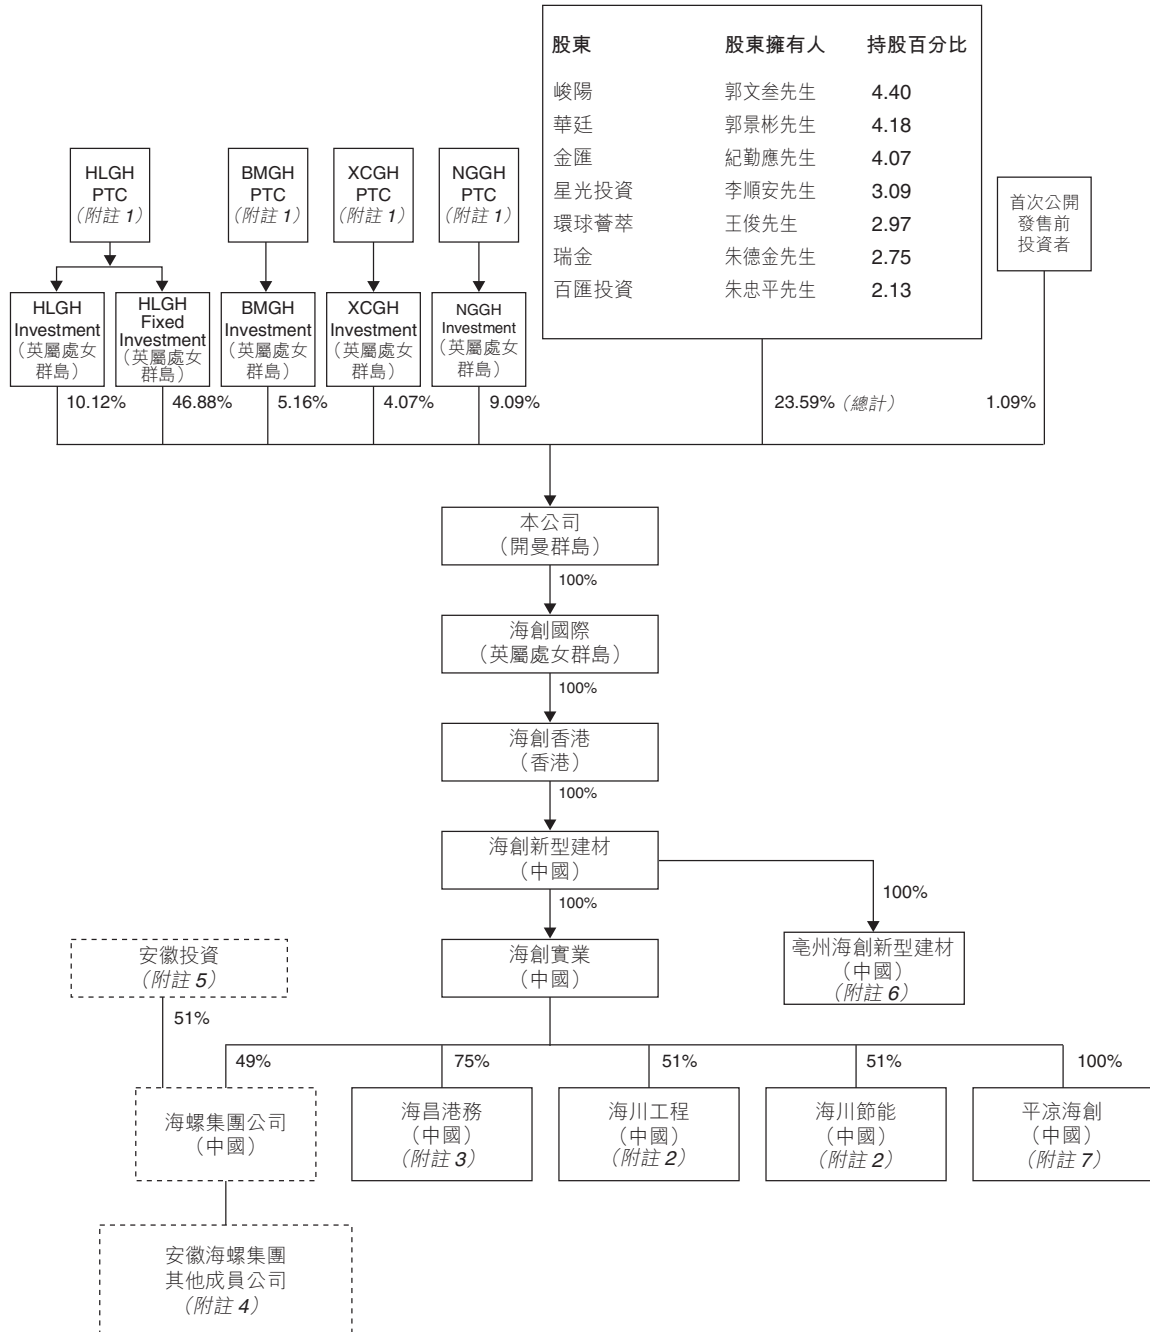 股東 股東擁有人 持股百分比
峻陽 郭文叁先生 4.40
華廷 郭景彬先生 4.18
金匯 紀勤應先生 4.07
星光投資 李順安先生 3.09
環球薈萃 王俊先生 2.97
瑞金 朱德金先生 2.75
百匯投資 朱忠平先生 2.13
HLGH
PTC
（附註 1）
BMGH
PTC
（附註 1）
XCGH
PTC
（附註 1）
NGGH
PTC
（附註 1）
首次公開
發售前
投資者
HLGH
Investment
（英屬處女
群島）
HLGH
Fixed
Investment
（英屬處女
群島）
BMGH
Investment
（英屬處女
群島）
XCGH
Investment
（英屬處女
群島）
NGGH
Investment
（英屬處女
群島）
10.12% 46.88% 5.16% 4.07% 9.09% 23.59%（總計） 1.09%
本公司
（開曼群島）
100%
海創國際
（英屬處女群島）
100%
海創香港
（香港）
100%
海創新型建材
（中國）
100%
100%
安徽投資
（附註 5）
海創實業
（中國）
亳州海創新型建材
（中國）
（附註 6）
51%
49% 75% 51% 51% 100%
海螺集團公司
（中國）
海昌港務
（中國）
（附註 3）
海川工程
（中國）
（附註 2）
海川節能
（中國）
（附註 2）
平凉海創
（中國）
（附註 7）
安徽海螺集團
其他成員公司
（附註 4）